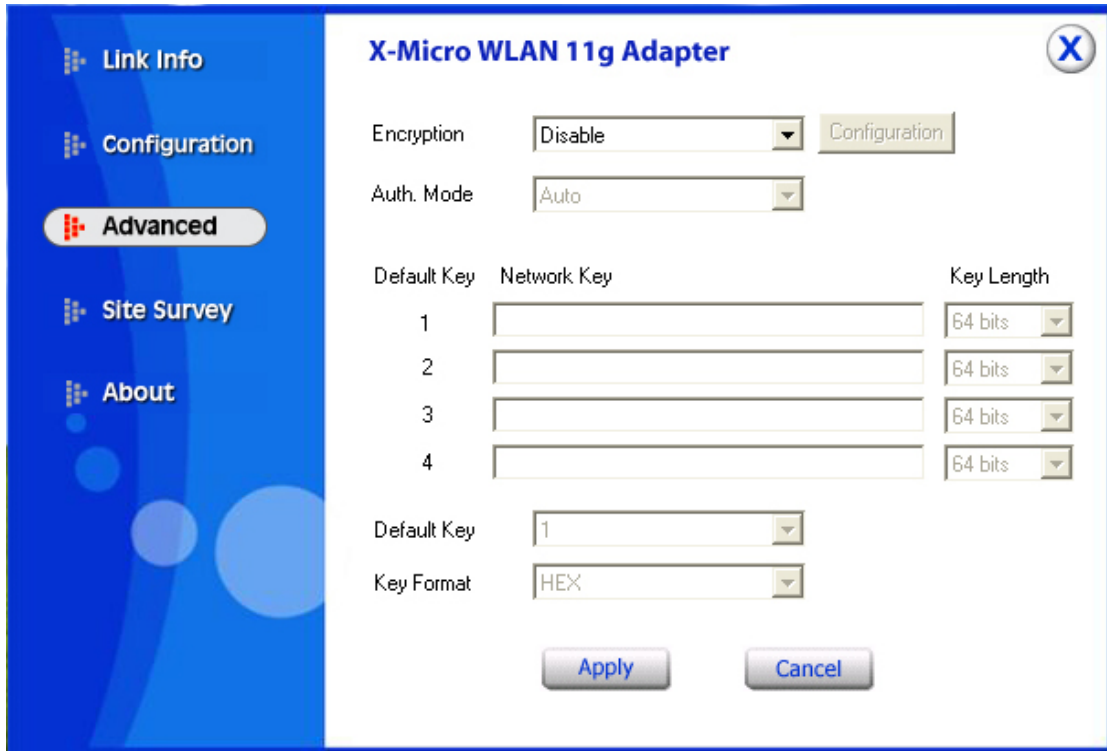 Link Info
Configuration
Advanced
Site Survey
About
X-Micro WLAN 11g Adapter
X
Encryption Disable Configuration
Auth. Mode Auto
Default Key Network Key Key Length
1 64 bits
2 64 bits
3 64 bits
4 64 bits
Default Key 1
Key Format HEX
Apply Cancel